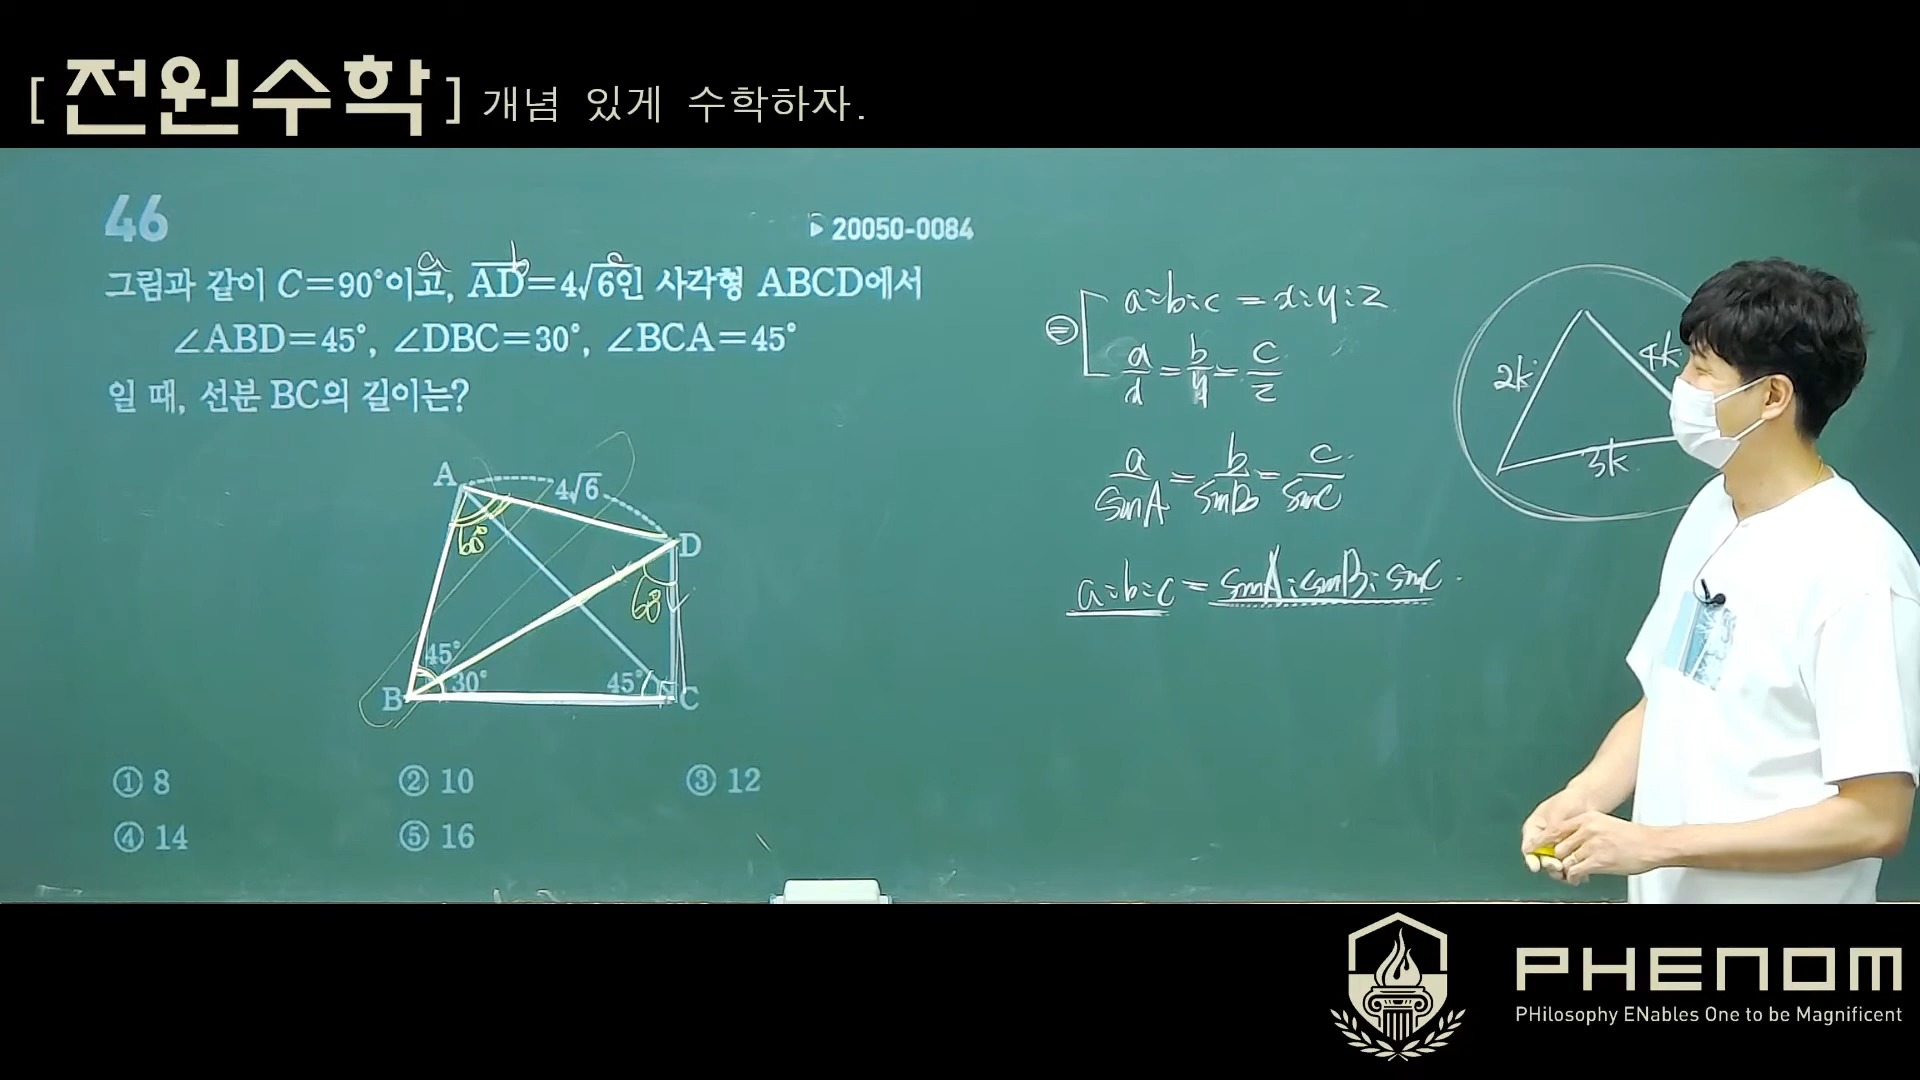 [전원수학] 개념 있게 수학하자.
46
▶ 20050-0084
a b
그림과 같이 C=90°이고, AD=4√6인 사각형 ABCD에서
∠ABD=45°, ∠DBC=30°, ∠BCA=45°
일 때, 선분 BC의 길이는?
A
4√6
60°
D
60°
45°
30°
45°
B
C
① 8
② 10
③ 12
④ 14
⑤ 16
a:b:c = x:y:z
a/x = b/y = c/z
a/sinA = b/sinB = c/sinC
a:b:c = sinA:sinB:sinC
2k
4k
3k
PHENOM
PHilosophy ENables One to be Magnificent